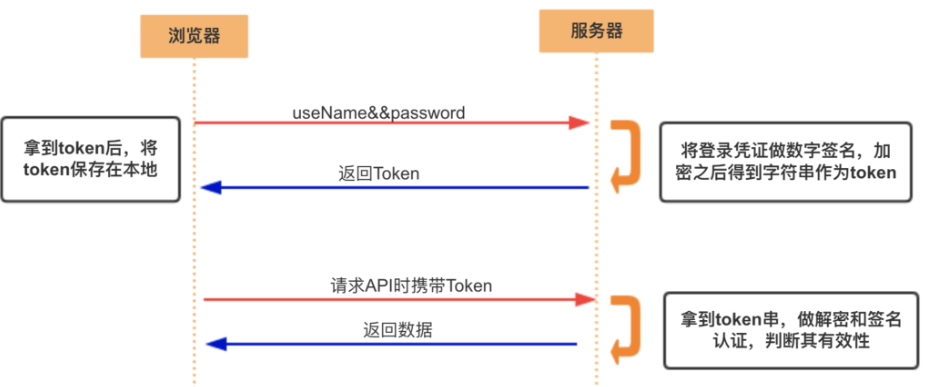 浏览器
服务器
useName&&password
拿到token后，将
token保存在本地
将登录凭证做数字签名，加
密之后得到字符串作为token
返回Token
请求API时携带Token
拿到token串，做解密和签名
认证，判断其有效性
返回数据